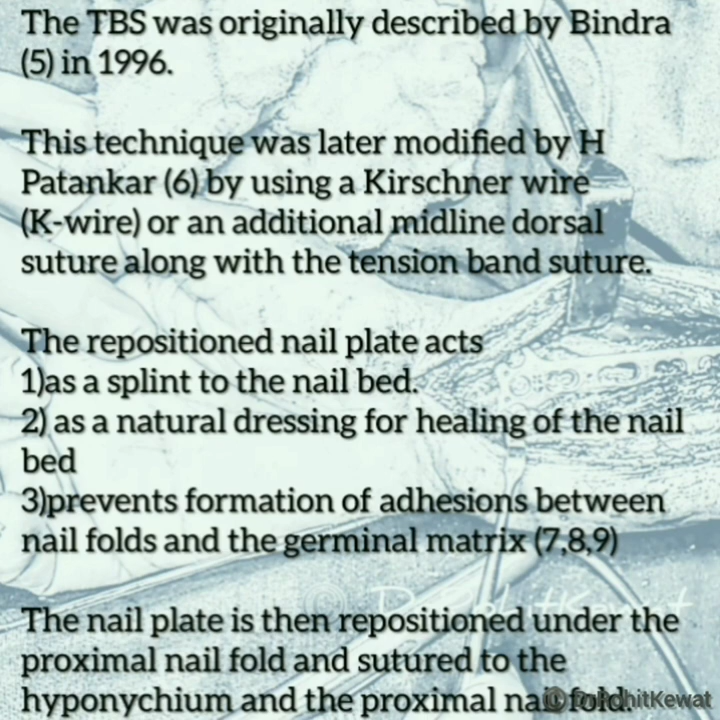 The TBS was originally described by Bindra
(5) in 1996.
This technique was later modified by H
Patankar (6) by using a Kirschner wire
(K-wire) or an additional midline dorsal
suture along with the tension band suture.
The repositioned nail plate acts
1)as a splint to the nail bed.
2) as a natural dressing for healing of the nail
bed
3)prevents formation of adhesions between
nail folds and the germinal matrix (7,8,9)
The nail plate is then repositioned under the
proximal nail fold and sutured to the
hyponychium and the proximal nail fold.
© DrRohitKewat